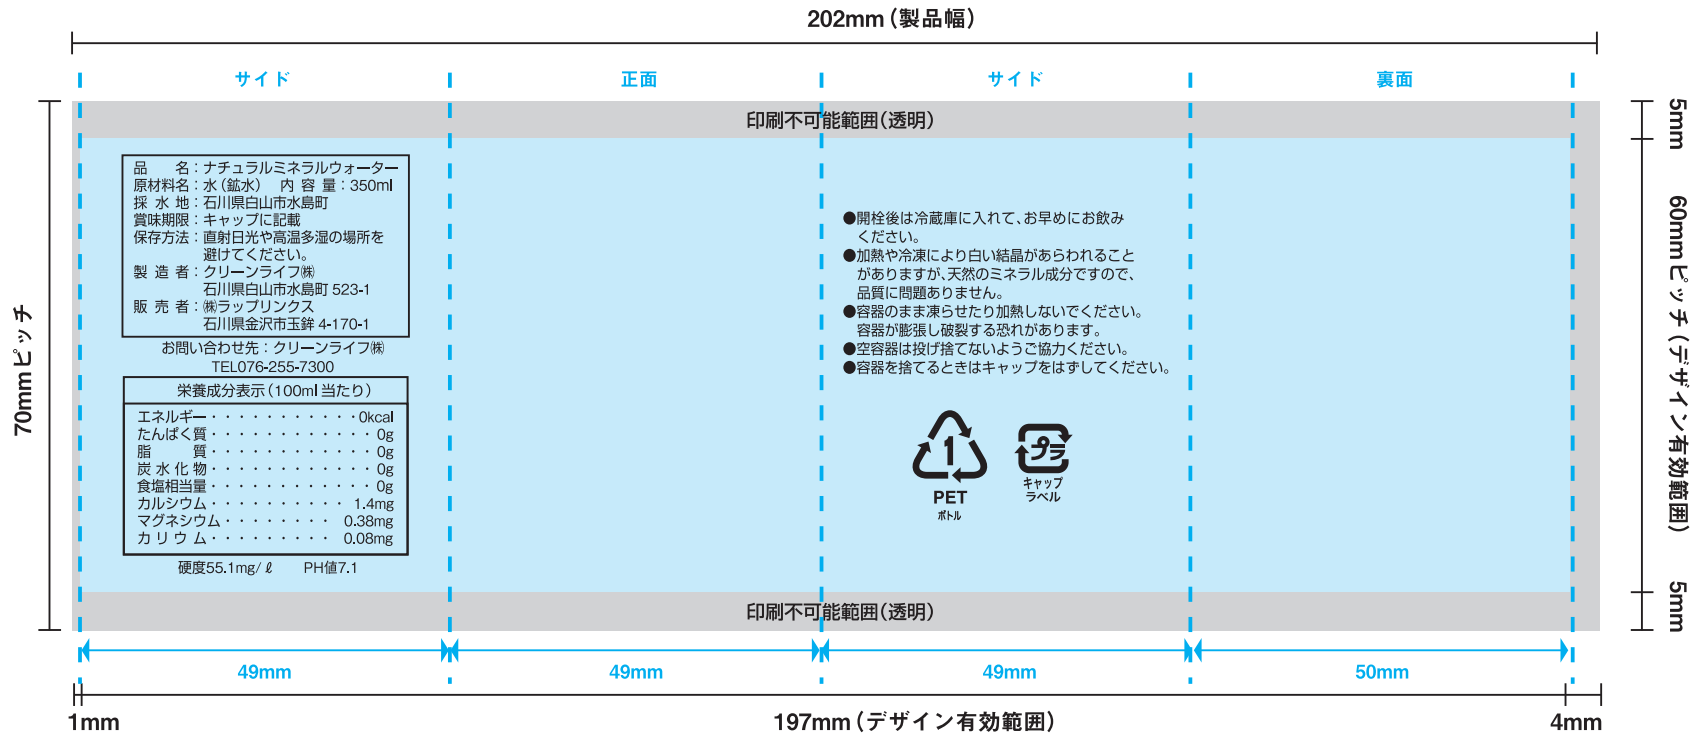 202mm(製品幅)
サイド
正面
サイド
裏面
印刷不可能範囲(透明)
5mm
60mmピッチ(デザイン有効範囲)
5mm
70mmピッチ
品　　名：ナチュラルミネラルウォーター
原材料名：水(鉱水)　内 容 量：350ml
採 水 地：石川県白山市水島町
賞味期限：キャップに記載
保存方法：直射日光や高温多湿の場所を
避けてください。
製 造 者：クリーンライフ㈱
石川県白山市水島町 523-1
販 売 者：㈱ラップリンクス
石川県金沢市玉鉾 4-170-1
お問い合わせ先：クリーンライフ㈱
TEL076-255-7300
栄養成分表示(100ml 当たり)
エネルギー・・・・・・・・・・・0kcal
たんぱく質・・・・・・・・・・・・0g
脂　　質・・・・・・・・・・・・0g
炭 水 化 物・・・・・・・・・・・・0g
食塩相当量・・・・・・・・・・・・0g
カルシウム・・・・・・・・・・1.4mg
マグネシウム・・・・・・・・0.38mg
カ リ ウ ム・・・・・・・・・0.08mg
硬度55.1mg/ℓ　　PH値7.1
●開栓後は冷蔵庫に入れて、お早めにお飲み
ください。
●加熱や冷凍により白い結晶があらわれること
がありますが、天然のミネラル成分ですので、
品質に問題ありません。
●容器のまま凍らせたり加熱しないでください。
容器が膨張し破裂する恐れがあります。
●空容器は投げ捨てないようご協力ください。
●容器を捨てるときはキャップをはずしてください。
1
PET
ボトル
プラ
キャップ
ラベル
印刷不可能範囲(透明)
49mm
49mm
49mm
50mm
1mm
197mm(デザイン有効範囲)
4mm